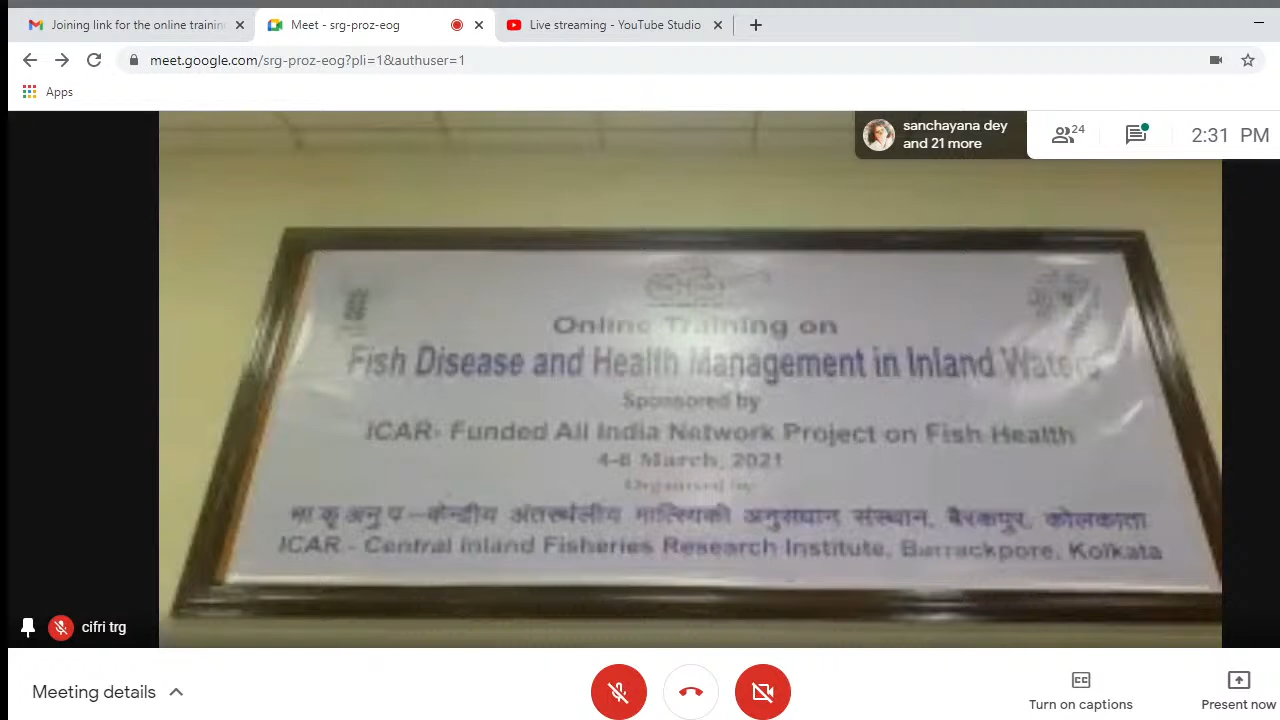 Joining link for the online trainin
Meet - srg-proz-eog
Live streaming - YouTube Studio
meet.google.com/srg-proz-eog?pli=1&authuser=1
Apps
sanchayana dey
and 21 more
24
2:31 PM
Online Training on
Fish Disease and Health Management in Inland Waters
Sponsored by
ICAR- Funded All India Network Project on Fish Health
March, 2021
Organised by
भा कृ अनु प –केन्द्रीय अंतर्स्थलीय मात्स्यिकी अनुसंधान संस्थान, बैरकपुर, कोलकाता
ICAR - Central Inland Fisheries Research Institute, Barrackpore, Kolkata
cifri trg
Meeting details
CC
Turn on captions
Present now